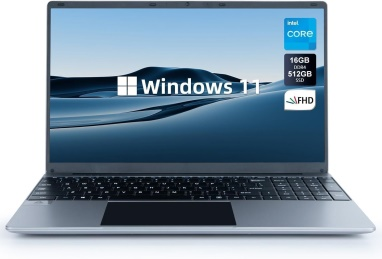 Windows 11
intel
CORE
16GB
DDR4
512GB
SSD
FHD